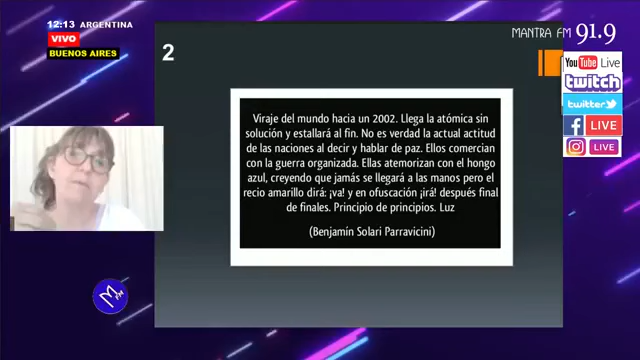 12:13 ARGENTINA
VIVO
BUENOS AIRES
MANTRA FM 91.9
YouTube Live
twitch
twitter
f LIVE
LIVE
2
Viraje del mundo hacia un 2002. Llega la atómica sin
solución y estallará al fin. No es verdad la actual actitud
de las naciones al decir y hablar de paz. Ellos comercian
con la guerra organizada. Ellas atemorizan con el hongo
azul, creyendo que jamás se llegará a las manos pero el
recio amarillo dirá: ¡va! y en ofuscación ¡irá! después final
de finales. Principio de principios. Luz
(Benjamín Solari Parravicini)
M FM